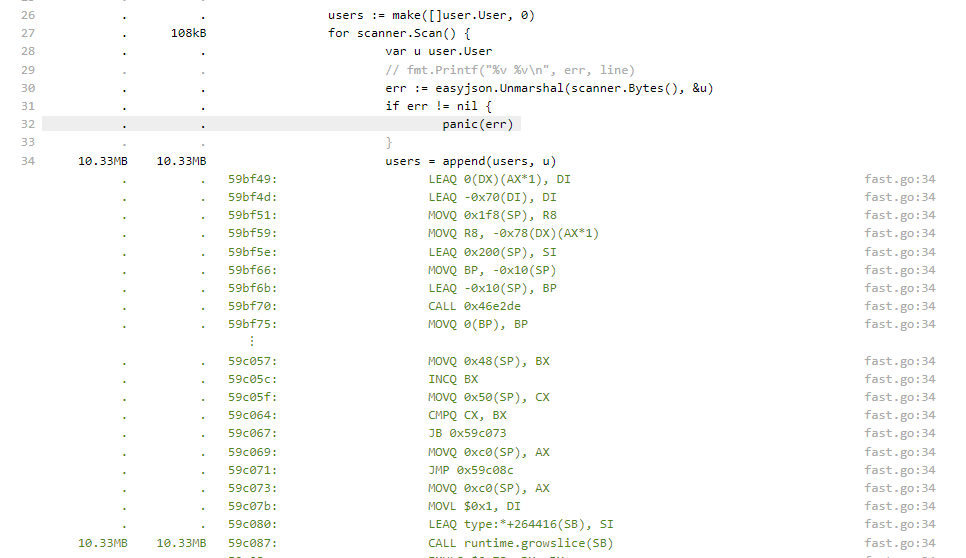 26 . . users := make([]user.User, 0)
27 . 108kB for scanner.Scan() {
28 . . var u user.User
29 . . // fmt.Printf("%v %v\n", err, line)
30 . . err := easyjson.Unmarshal(scanner.Bytes(), &u)
31 . . if err != nil {
32 . . panic(err)
33 . . }
34 10.33MB 10.33MB users = append(users, u)
. . 59bf49: LEAQ 0(DX)(AX*1), DI fast.go:34
. . 59bf4d: LEAQ -0x70(DI), DI fast.go:34
. . 59bf51: MOVQ 0x1f8(SP), R8 fast.go:34
. . 59bf59: MOVQ R8, -0x78(DX)(AX*1) fast.go:34
. . 59bf5e: LEAQ 0x200(SP), SI fast.go:34
. . 59bf66: MOVQ BP, -0x10(SP) fast.go:34
. . 59bf6b: LEAQ -0x10(SP), BP fast.go:34
. . 59bf70: CALL 0x46e2de fast.go:34
. . 59bf75: MOVQ 0(BP), BP fast.go:34
⋮
. . 59c057: MOVQ 0x48(SP), BX fast.go:34
. . 59c05c: INCQ BX fast.go:34
. . 59c05f: MOVQ 0x50(SP), CX fast.go:34
. . 59c064: CMPQ CX, BX fast.go:34
. . 59c067: JB 0x59c073 fast.go:34
. . 59c069: MOVQ 0xc0(SP), AX fast.go:34
. . 59c071: JMP 0x59c08c fast.go:34
. . 59c073: MOVQ 0xc0(SP), AX fast.go:34
. . 59c07b: MOVL $0x1, DI fast.go:34
. . 59c080: LEAQ type:*+264416(SB), SI fast.go:34
10.33MB 10.33MB 59c087: CALL runtime.growslice(SB) fast.go:34